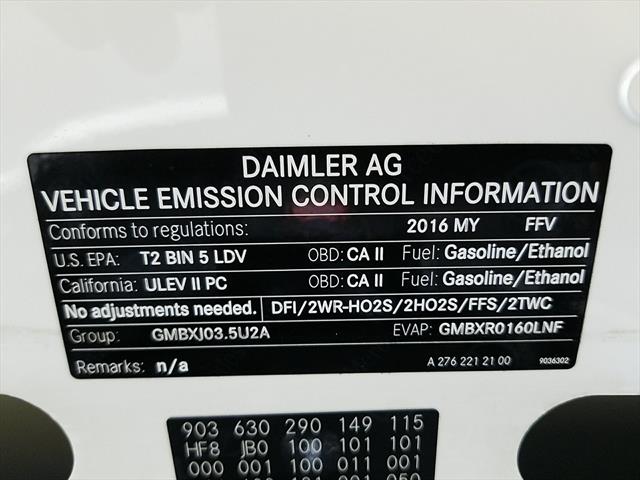 DAIMLER AG
VEHICLE EMISSION CONTROL INFORMATION
Conforms to regulations: 2016 MY FFV
U.S. EPA: T2 BIN 5 LDV OBD: CA II Fuel: Gasoline/Ethanol
California: ULEV II PC OBD: CA II Fuel: Gasoline/Ethanol
No adjustments needed. DFI/2WR-HO2S/2HO2S/FFS/2TWC
Group: GMBXJ03.5U2A EVAP: GMBXR0160LNF
Remarks: n/a A 276 221 21 00 9036302
903 630 290 149 115
HF8 JB0 100 101 101
000 001 100 011 001